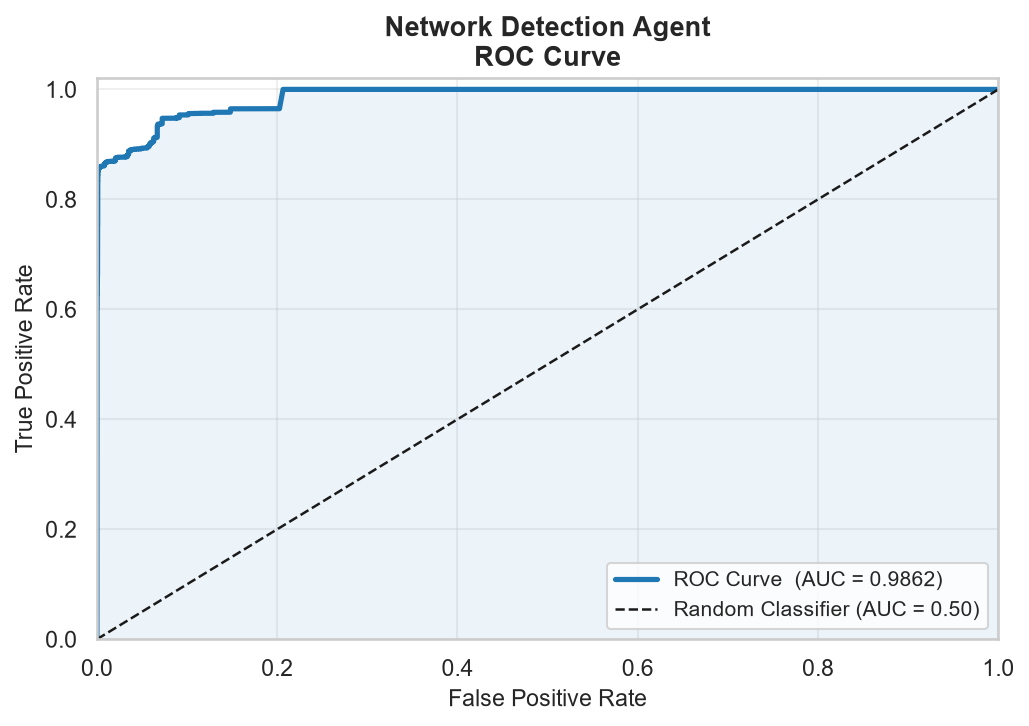 Network Detection Agent
ROC Curve
True Positive Rate
1.0
0.8
0.6
0.4
0.2
0.0
ROC Curve (AUC = 0.9862)
Random Classifier (AUC = 0.50)
0.0 0.2 0.4 0.6 0.8 1.0
False Positive Rate